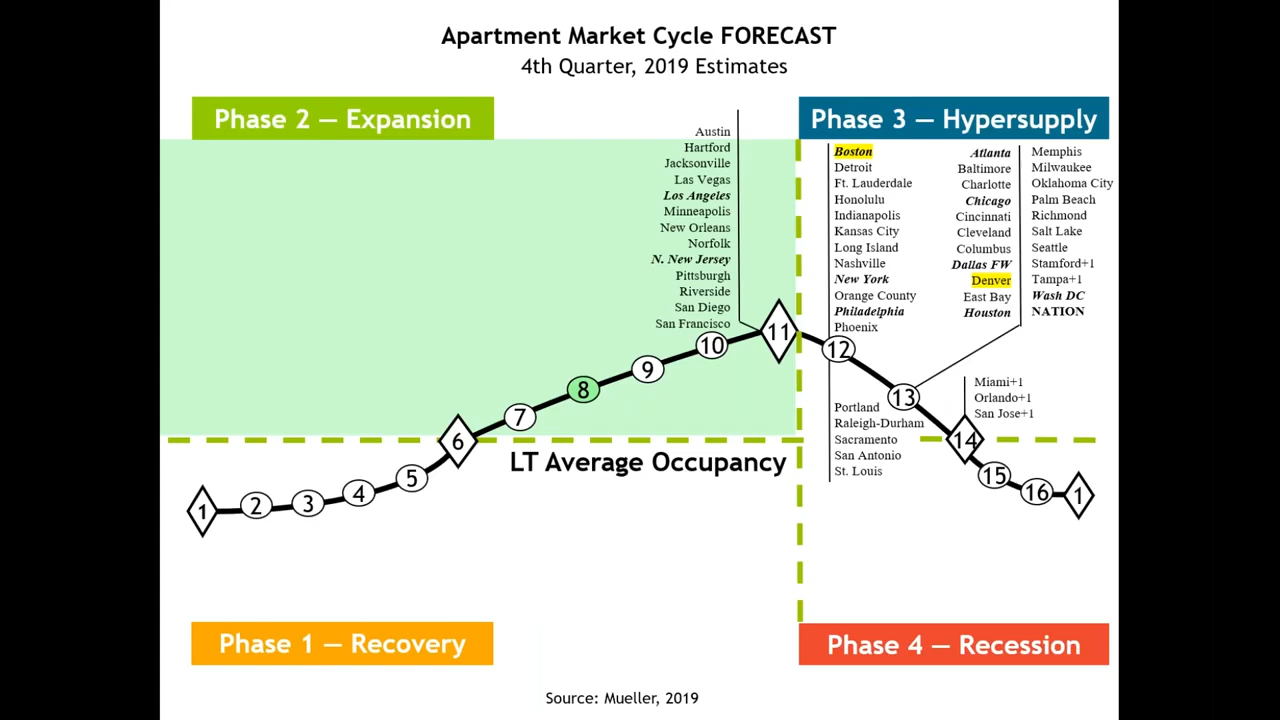 Apartment Market Cycle FORECAST
4th Quarter, 2019 Estimates
Phase 2 — Expansion
Phase 3 — Hypersupply
Austin
Hartford
Jacksonville
Las Vegas
Los Angeles
Minneapolis
New Orleans
Norfolk
N. New Jersey
Pittsburgh
Riverside
San Diego
San Francisco
Boston
Detroit
Ft. Lauderdale
Honolulu
Indianapolis
Kansas City
Long Island
Nashville
New York
Orange County
Philadelphia
Phoenix
Portland
Raleigh-Durham
Sacramento
San Antonio
St. Louis
Atlanta
Baltimore
Charlotte
Chicago
Cincinnati
Cleveland
Columbus
Dallas FW
Denver
East Bay
Houston
Memphis
Milwaukee
Oklahoma City
Palm Beach
Richmond
Salt Lake
Seattle
Stamford+1
Tampa+1
Wash DC
NATION
Miami+1
Orlando+1
San Jose+1
1
2
3
4
5
6
7
8
9
10
11
12
13
14
15
16
1
LT Average Occupancy
Phase 1 — Recovery
Phase 4 — Recession
Source: Mueller, 2019